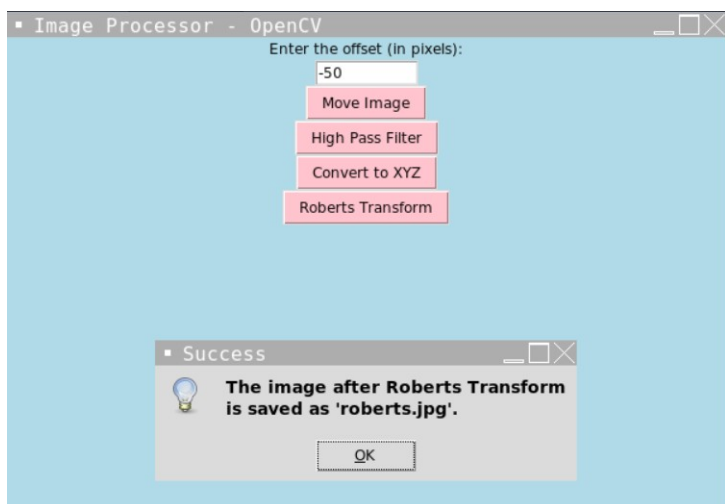 Image Processor - OpenCV
Enter the offset (in pixels):
-50
Move Image
High Pass Filter
Convert to XYZ
Roberts Transform
Success
The image after Roberts Transform
is saved as 'roberts.jpg'.
OK